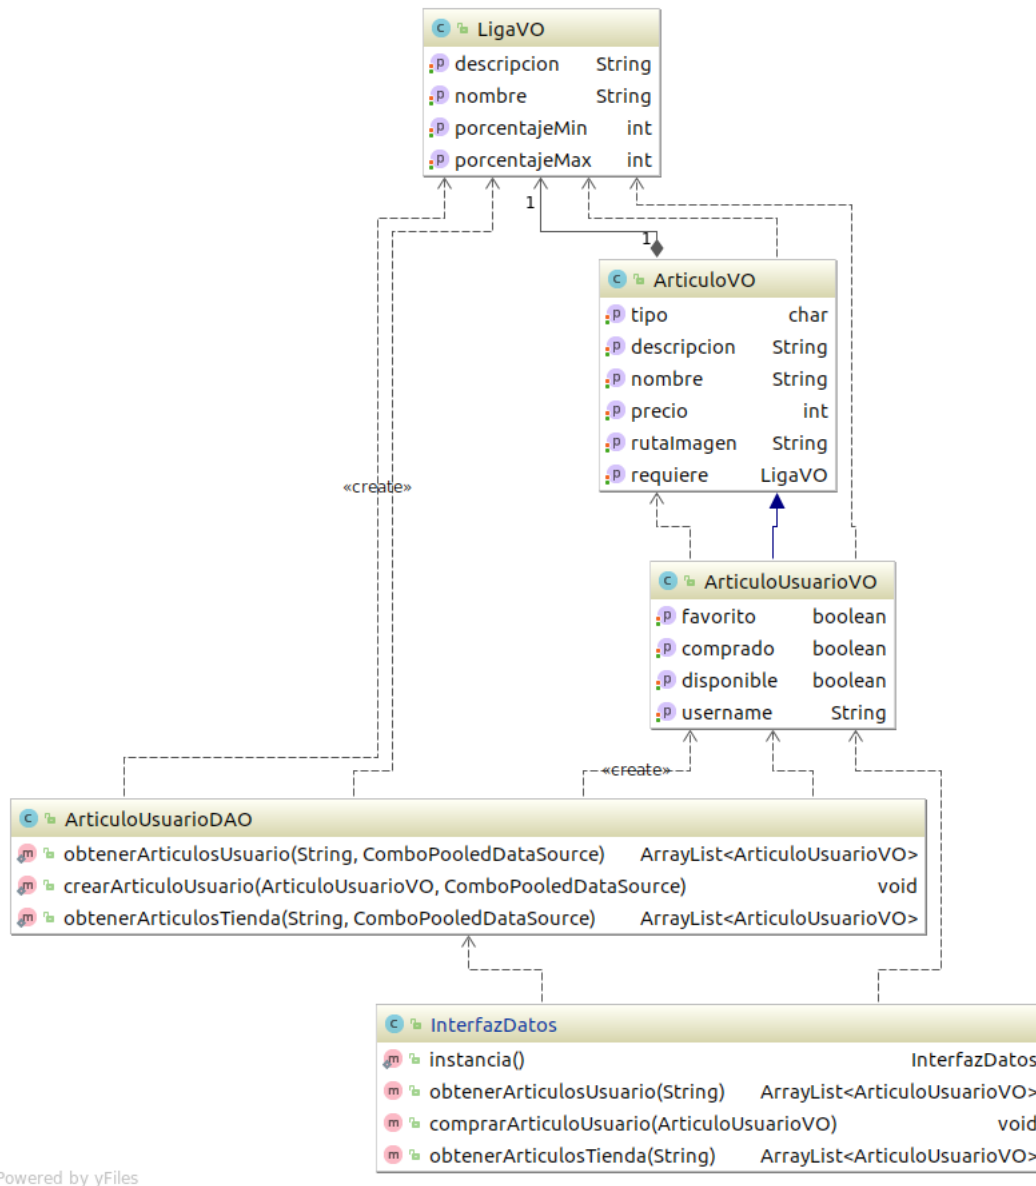 LigaVO
descripcion String
nombre String
porcentajeMin int
porcentajeMax int
1
1
ArticuloVO
tipo char
descripcion String
nombre String
precio int
rutaImagen String
requiere LigaVO
«create»
ArticuloUsuarioVO
favorito boolean
comprado boolean
disponible boolean
username String
«create»
ArticuloUsuarioDAO
obtenerArticulosUsuario(String, ComboPooledDataSource) ArrayList<ArticuloUsuarioVO>
crearArticuloUsuario(ArticuloUsuarioVO, ComboPooledDataSource) void
obtenerArticulosTienda(String, ComboPooledDataSource) ArrayList<ArticuloUsuarioVO>
InterfazDatos
instancia() InterfazDatos
obtenerArticulosUsuario(String) ArrayList<ArticuloUsuarioVO>
comprarArticuloUsuario(ArticuloUsuarioVO) void
obtenerArticulosTienda(String) ArrayList<ArticuloUsuarioVO>
Powered by yFiles